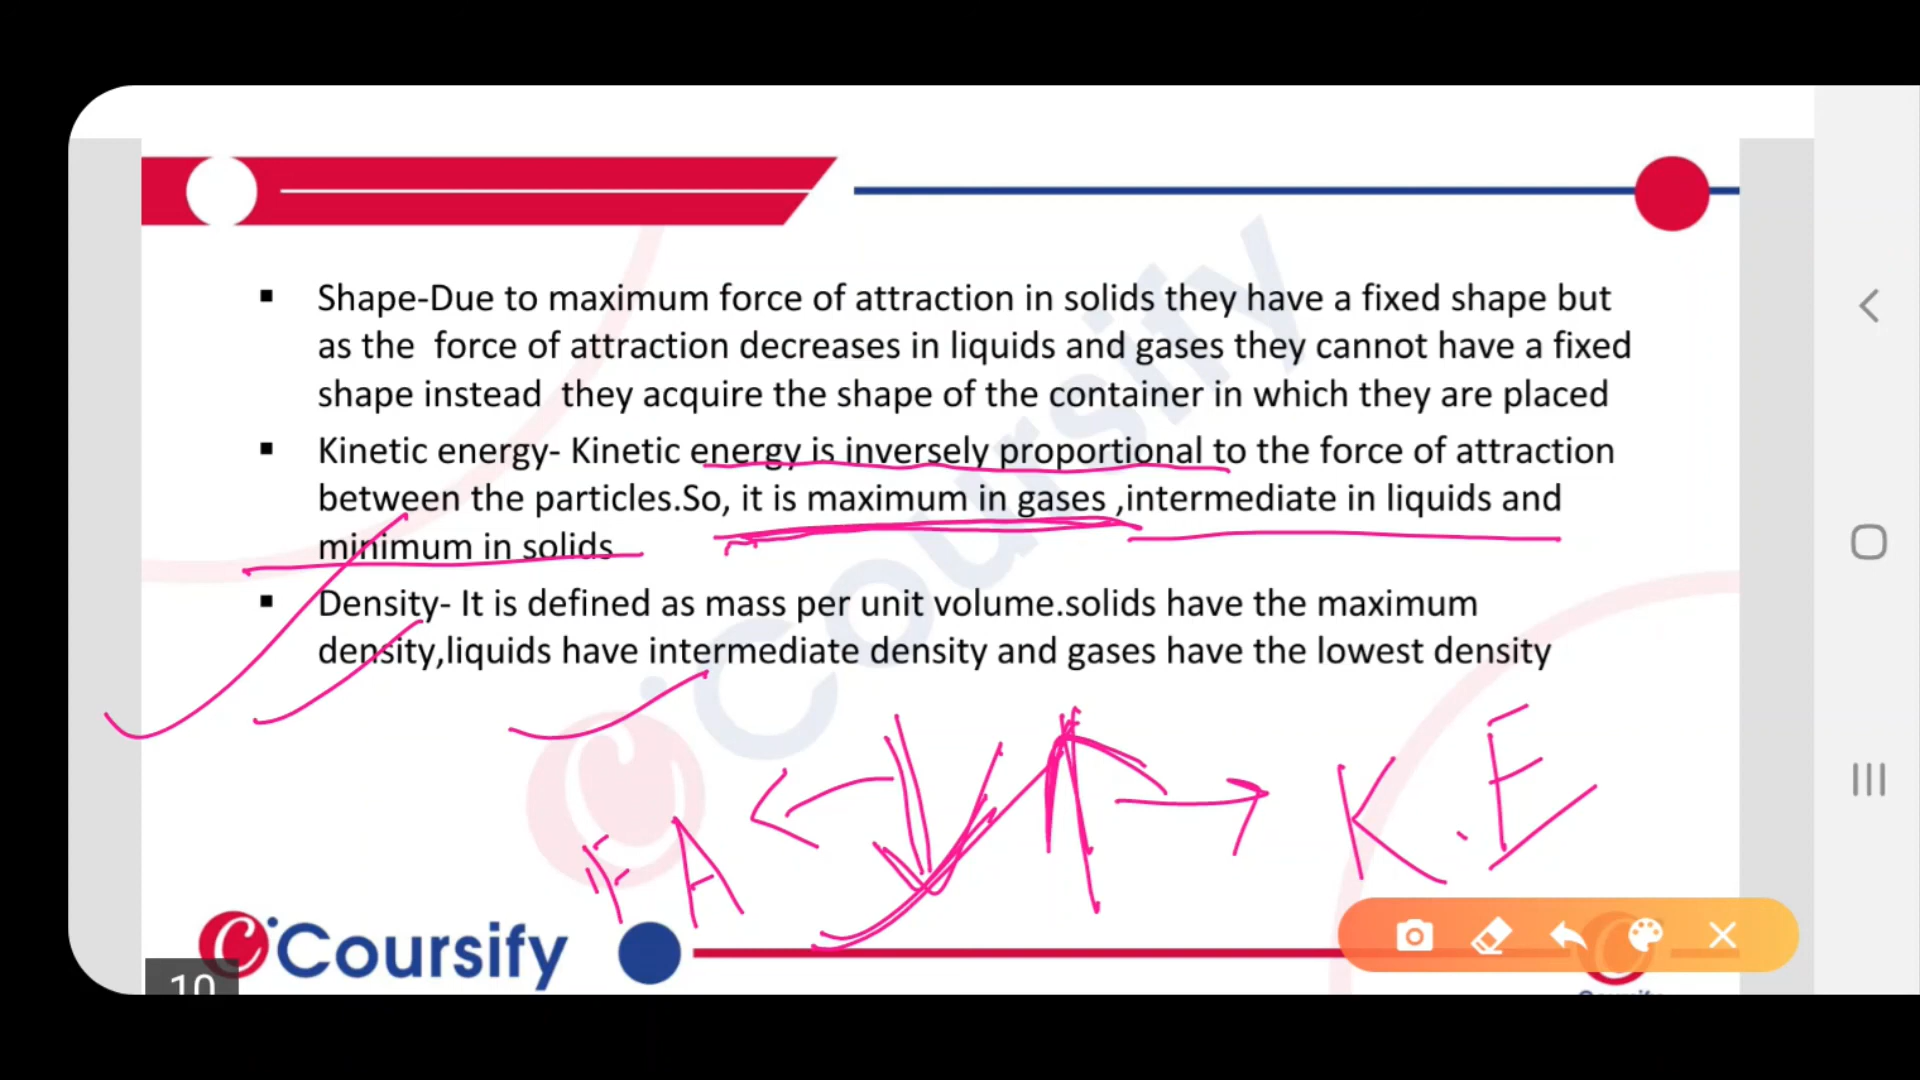 ▪ Shape-Due to maximum force of attraction in solids they have a fixed shape but
as the force of attraction decreases in liquids and gases they cannot have a fixed
shape instead they acquire the shape of the container in which they are placed
▪ Kinetic energy- Kinetic energy is inversely proportional to the force of attraction
between the particles.So, it is maximum in gases ,intermediate in liquids and
minimum in solids
▪ Density- It is defined as mass per unit volume.solids have the maximum
density,liquids have intermediate density and gases have the lowest density
Coursify
FA
K.E
Coursify
10
Coursify